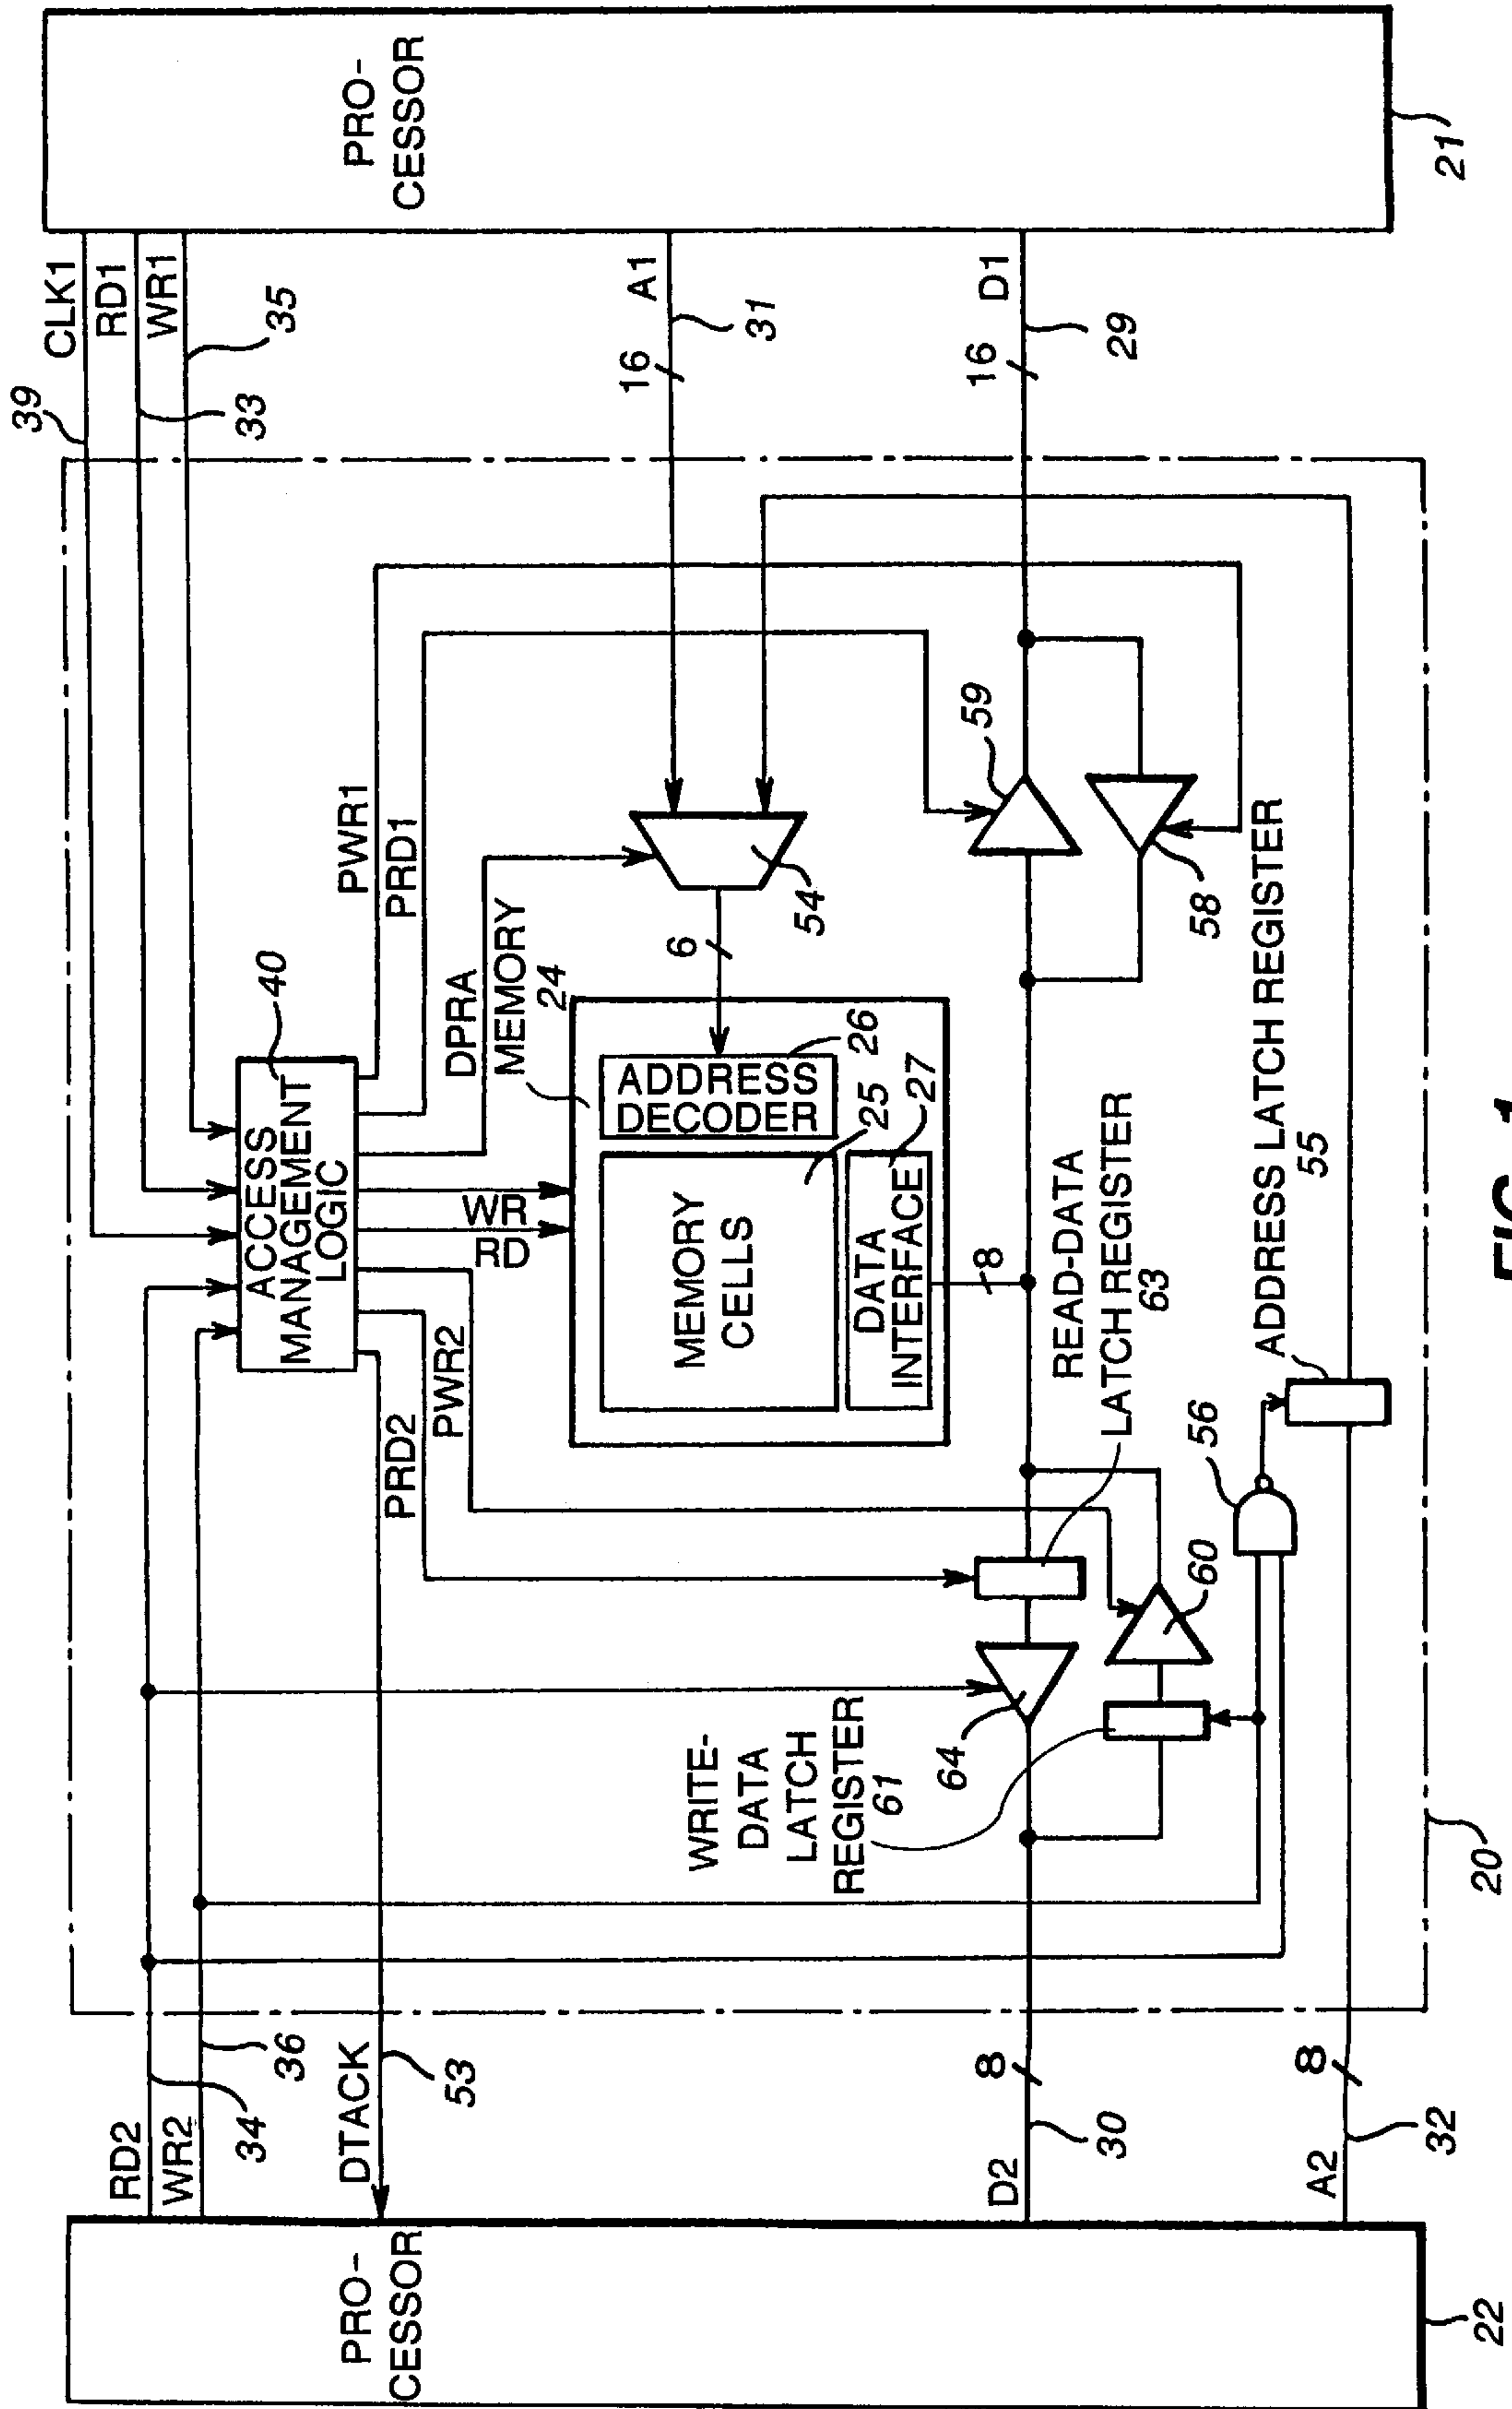 PRO-
CESSOR
22
RD2
WR2
34
36
DTACK
53
D2
30
8
A2
32
8
20
WRITE-
DATA
LATCH
REGISTER
61
64
60
56
PRD2
PWR2
ACCESS
MANAGEMENT
LOGIC
40
WR
RD
DPRA
PWR1
PRD1
MEMORY
24
ADDRESS
DECODER
26
MEMORY
CELLS
25
DATA
INTERFACE
27
8
6
54
READ-DATA
LATCH REGISTER
63
ADDRESS LATCH REGISTER
55
59
58
39
CLK1
RD1
WR1
33
35
A1
16
31
D1
16
29
PRO-
CESSOR
21
FIG. 1